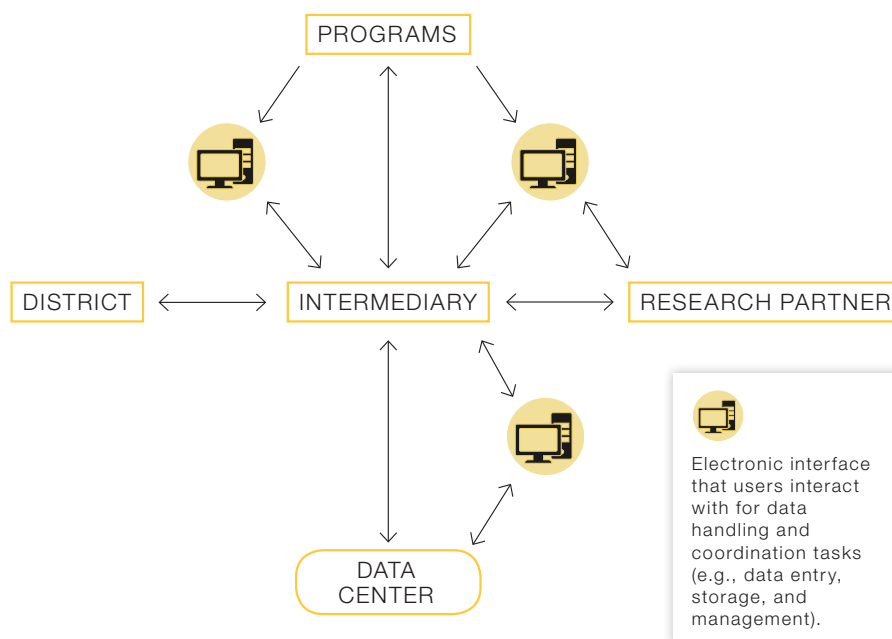 PROGRAMS
DISTRICT
INTERMEDIARY
RESEARCH PARTNER
DATA
CENTER
Electronic interface
that users interact
with for data
handling and
coordination tasks
(e.g., data entry,
storage, and
management).